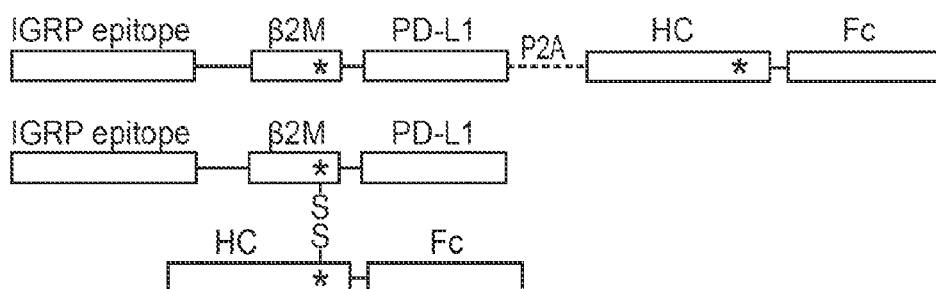 IGRP epitope β2M PD-L1 P2A HC Fc
* *
IGRP epitope β2M PD-L1
*
S
S
HC Fc
*